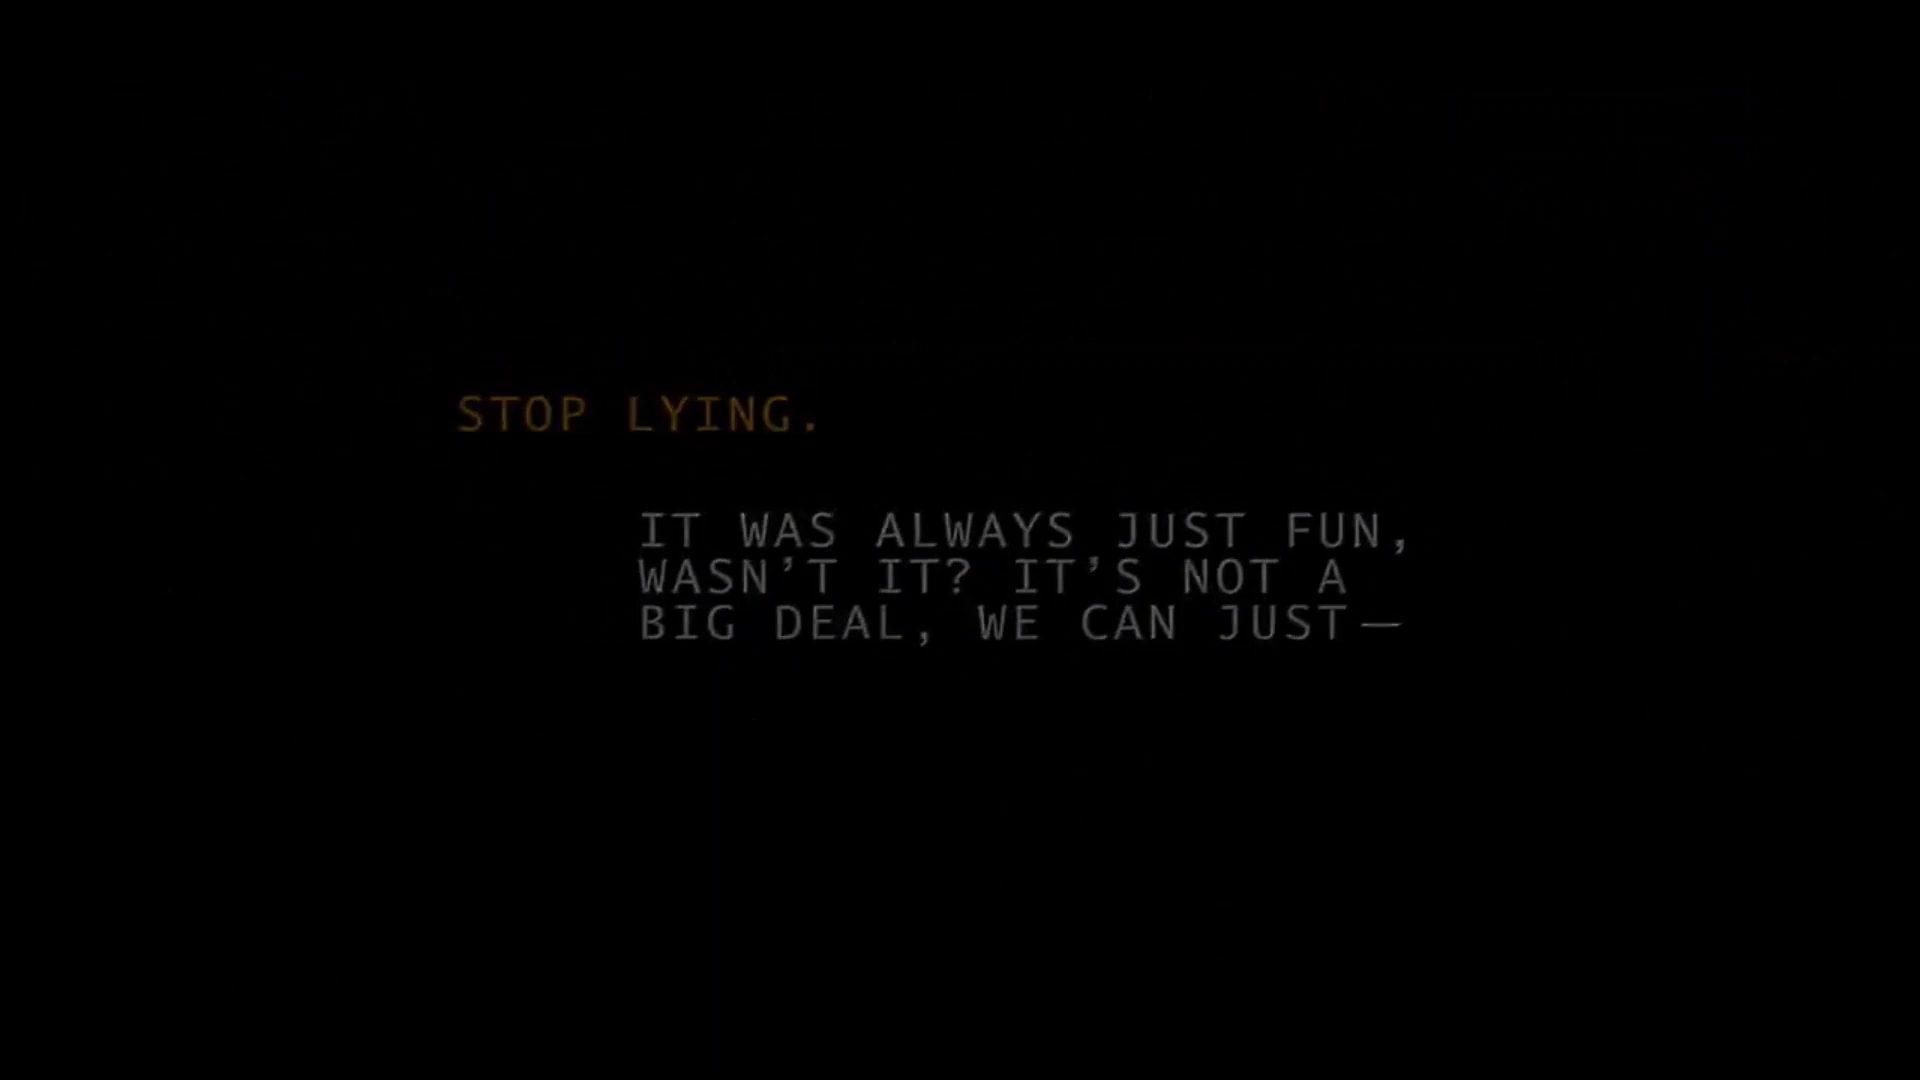 STOP LYING.
IT WAS ALWAYS JUST FUN,
WASN’T IT? IT’S NOT A
BIG DEAL, WE CAN JUST—